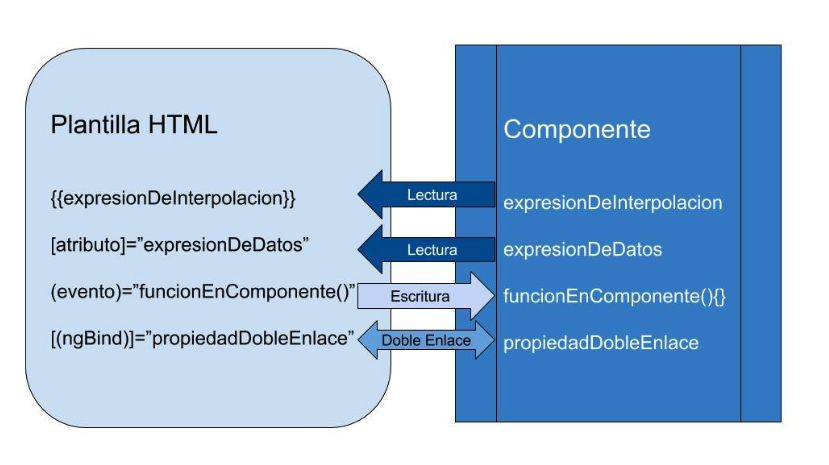 Plantilla HTML
{{expresionDeInterpolacion}}
[atributo]=”expresionDeDatos”
(evento)=”funcionEnComponente()”
[(ngBind)]=”propiedadDobleEnlace”
Lectura
Lectura
Escritura
Doble Enlace
Componente
expresionDeInterpolacion
expresionDeDatos
funcionEnComponente(){}
propiedadDobleEnlace